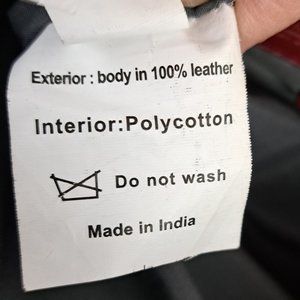 Exterior : body in 100% leather
Interior:Polycotton
Do not wash
Made in India